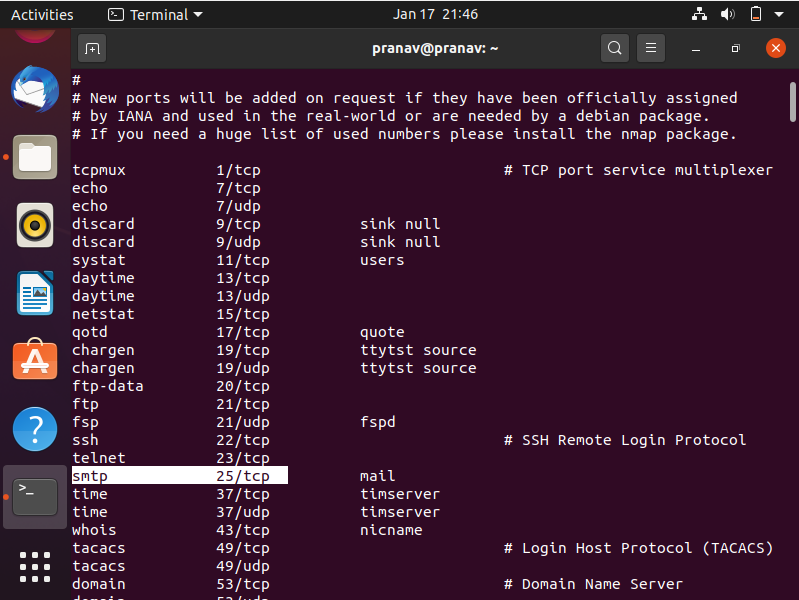 Activities Terminal Jan 17 21:46
pranav@pranav: ~
#
# New ports will be added on request if they have been officially assigned
# by IANA and used in the real-world or are needed by a debian package.
# If you need a huge list of used numbers please install the nmap package.
tcpmux 1/tcp # TCP port service multiplexer
echo 7/tcp
echo 7/udp
discard 9/tcp sink null
discard 9/udp sink null
systat 11/tcp users
daytime 13/tcp
daytime 13/udp
netstat 15/tcp
qotd 17/tcp quote
chargen 19/tcp ttytst source
chargen 19/udp ttytst source
ftp-data 20/tcp
ftp 21/tcp
fsp 21/udp fspd
ssh 22/tcp # SSH Remote Login Protocol
telnet 23/tcp
smtp 25/tcp mail
time 37/tcp timserver
time 37/udp timserver
whois 43/tcp nicname
tacacs 49/tcp # Login Host Protocol (TACACS)
tacacs 49/udp
domain 53/tcp # Domain Name Server